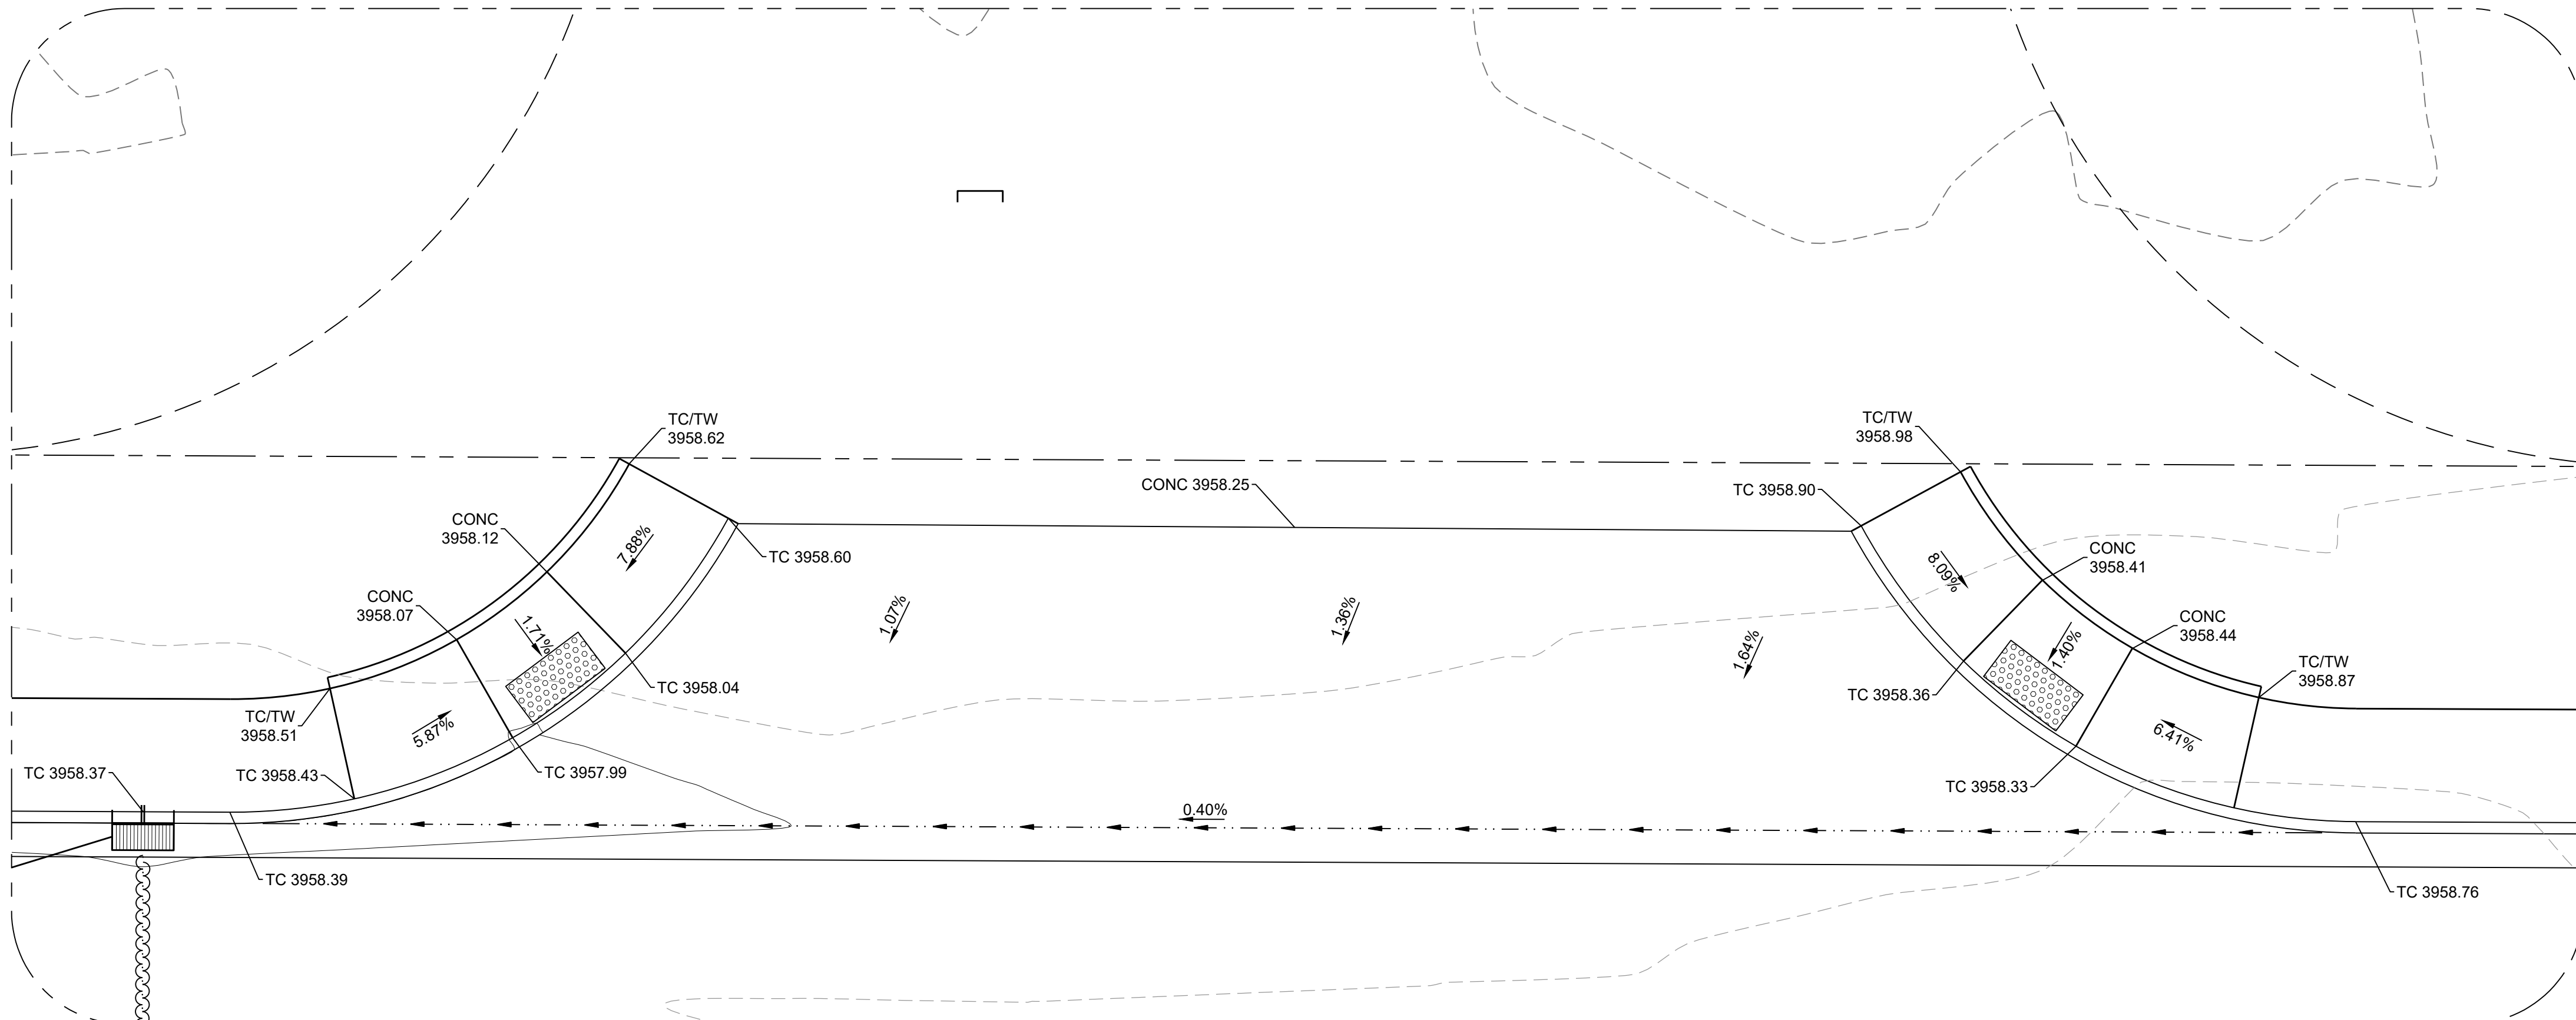 TC/TW
3958.62
TC/TW
3958.98
CONC 3958.25
TC 3958.90
CONC
3958.12
7.88%
TC 3958.60
8.09%
CONC
3958.41
CONC
3958.07
1.71%
1.07%
1.36%
1.64%
1.40%
CONC
3958.44
TC 3958.04
TC 3958.36
TC/TW
3958.87
TC/TW
3958.51
5.87%
6.41%
TC 3958.37
TC 3958.43
TC 3957.99
TC 3958.33
0.40%
TC 3958.39
TC 3958.76